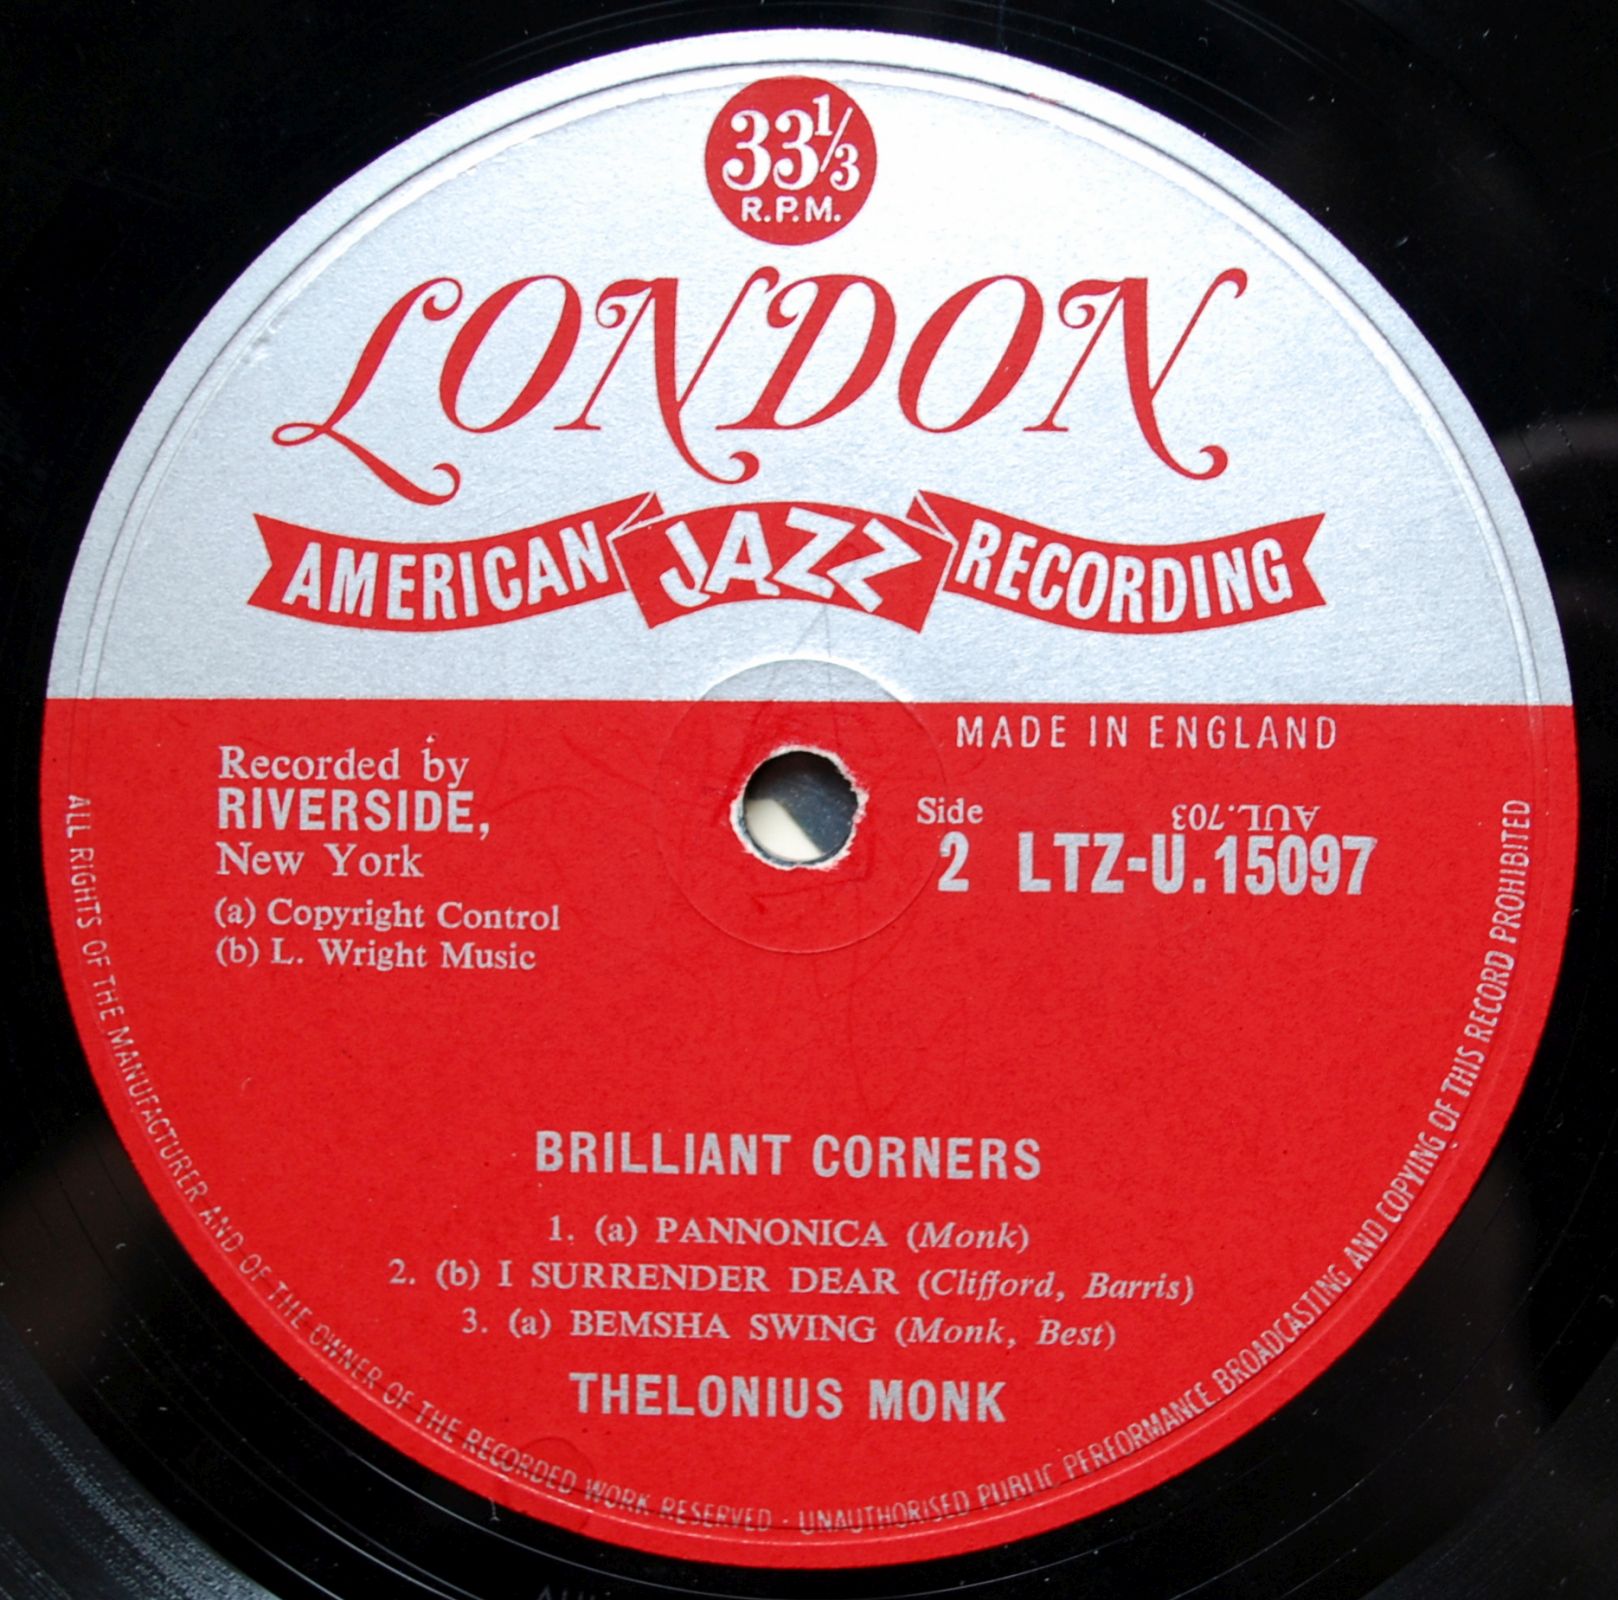 33 1/3
R.P.M.
LONDON
AMERICAN JAZZ RECORDING
MADE IN ENGLAND
Recorded by
RIVERSIDE,
New York
(a) Copyright Control
(b) L. Wright Music
Side
2
AUL.703
LTZ-U.15097
BRILLIANT CORNERS
1. (a) PANNONICA (Monk)
2. (b) I SURRENDER DEAR (Clifford, Barris)
3. (a) BEMSHA SWING (Monk, Best)
THELONIUS MONK
ALL RIGHTS OF THE MANUFACTURER AND OF THE OWNER OF THE RECORDED WORK RESERVED · UNAUTHORISED PUBLIC PERFORMANCE BROADCASTING AND COPYING OF THIS RECORD PROHIBITED